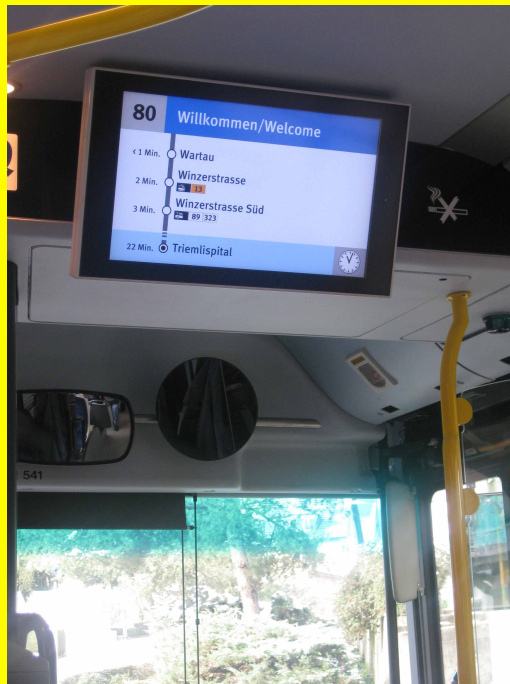 80 Willkommen/Welcome
< 1 Min. Wartau
2 Min. Winzerstrasse
13
3 Min. Winzerstrasse Süd
89 323
22 Min. Triemlispital
541